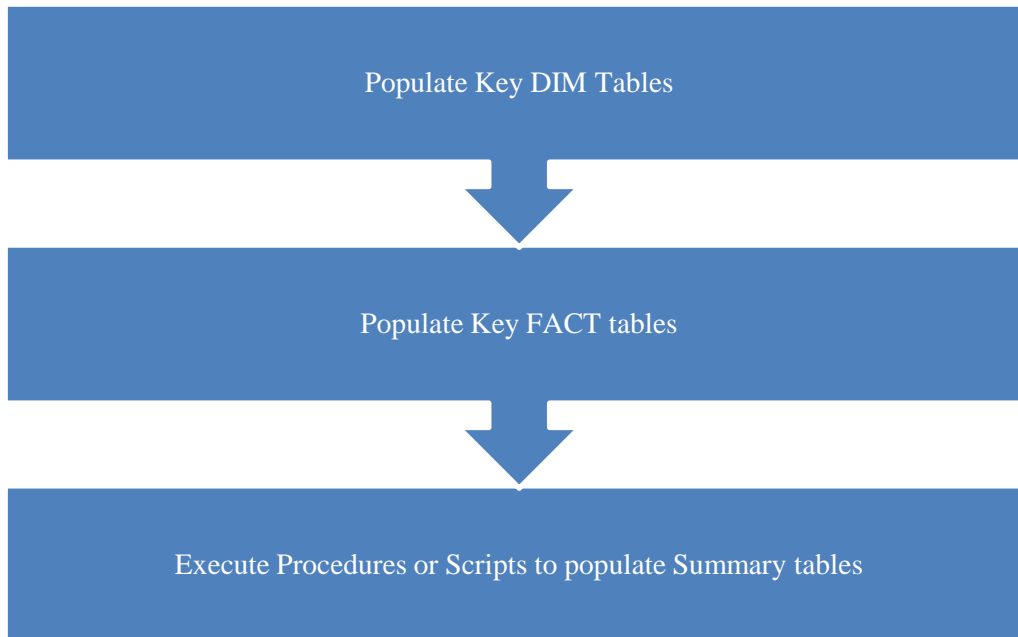 Populate Key DIM Tables
Populate Key FACT tables
Execute Procedures or Scripts to populate Summary tables